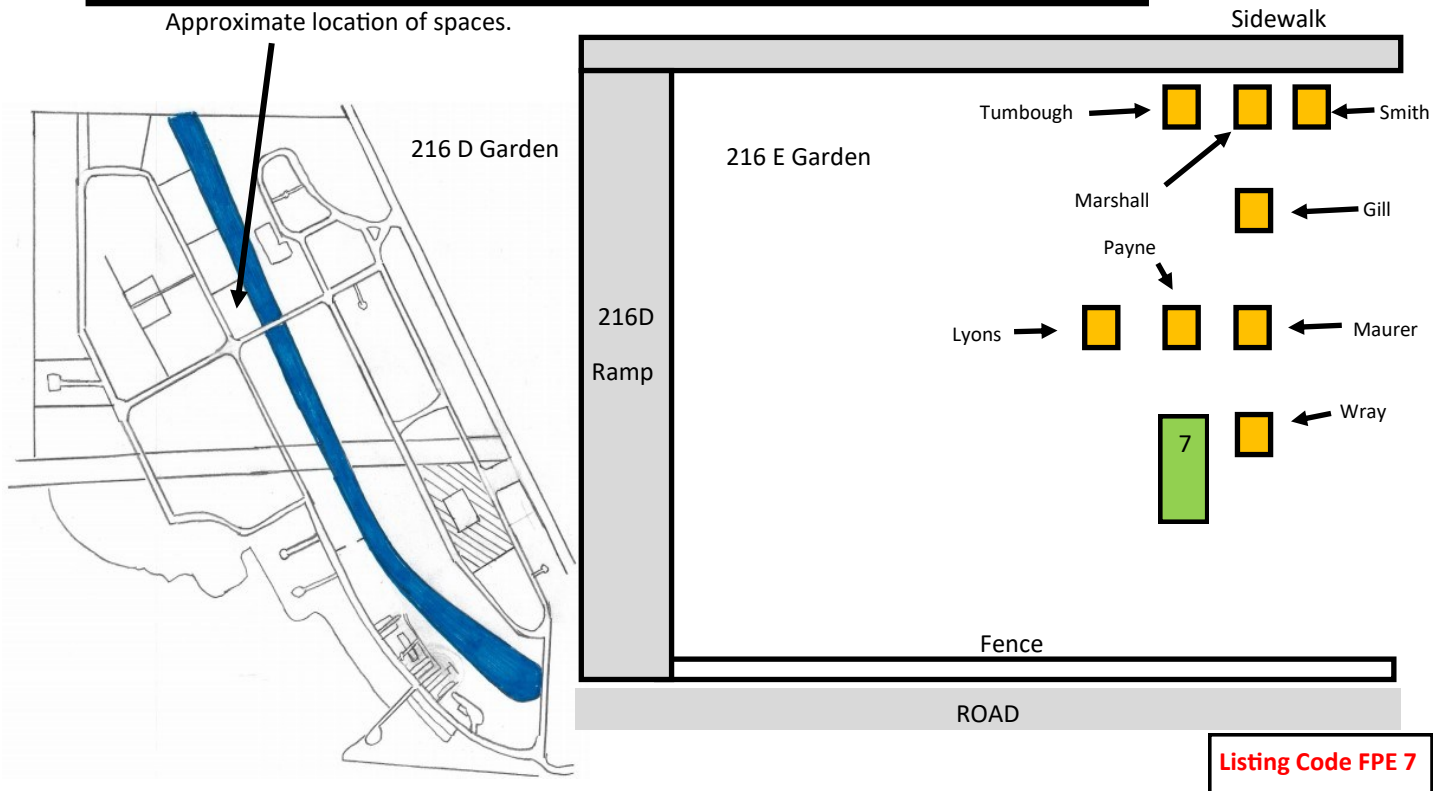 Approximate location of spaces.
Sidewalk
Tumbough
Smith
216 D Garden
216 E Garden
Marshall
Gill
Payne
216D
Ramp
Lyons
Maurer
Wray
7
Fence
ROAD
Listing Code FPE 7